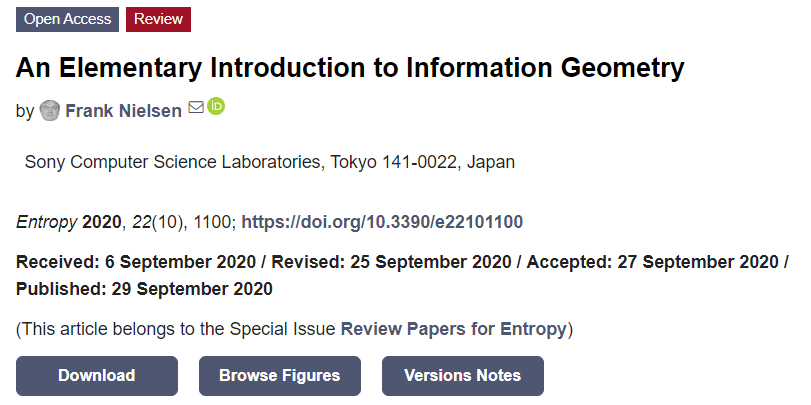 Open Access Review
An Elementary Introduction to Information Geometry
by Frank Nielsen iD
Sony Computer Science Laboratories, Tokyo 141-0022, Japan
Entropy 2020, 22(10), 1100; https://doi.org/10.3390/e22101100
Received: 6 September 2020 / Revised: 25 September 2020 / Accepted: 27 September 2020 /
Published: 29 September 2020
(This article belongs to the Special Issue Review Papers for Entropy)
Download Browse Figures Versions Notes